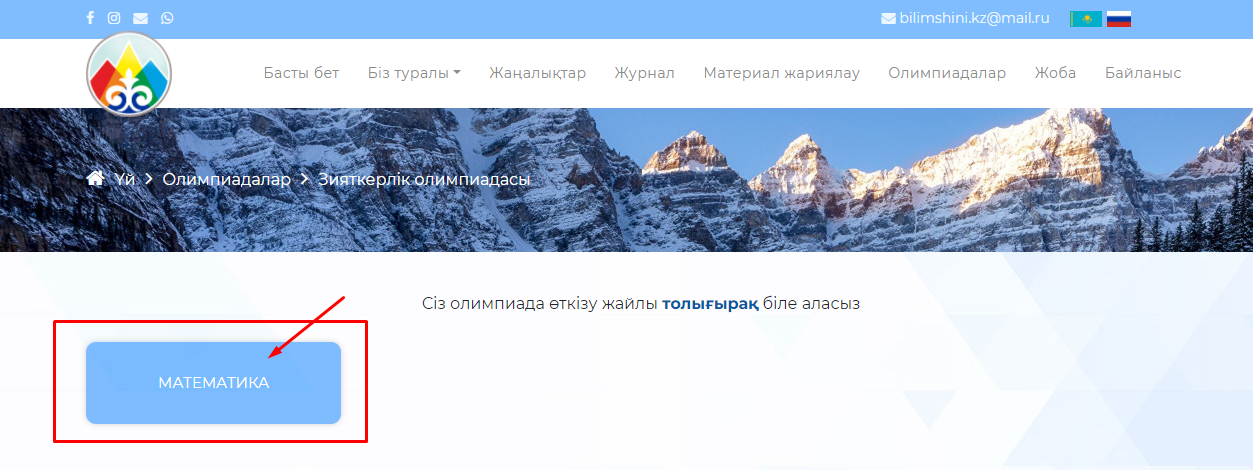 bilimshini.kz@mail.ru
Басты бет Біз туралы Жаңалықтар Журнал Материал жариялау Олимпиадалар Жоба Байланыс
Үй Олимпиадалар Зияткерлік олимпиадасы
Сіз олимпиада өткізу жайлы толығырақ біле аласыз
МАТЕМАТИКА